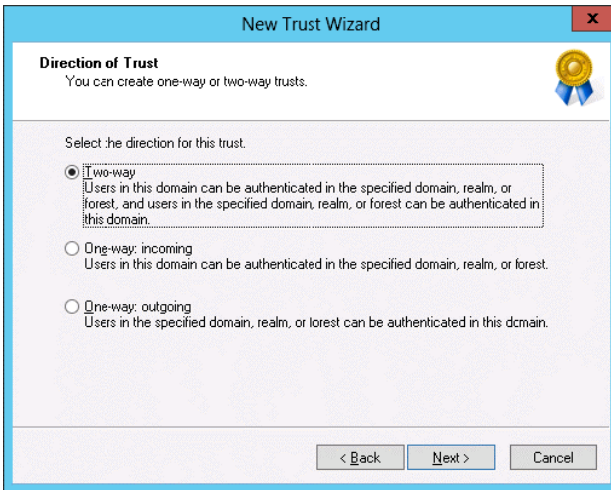 New Trust Wizard
x
Direction of Trust
You can create one-way or two-way trusts.
Select the direction for this trust.
Two-way
Users in this domain can be authenticated in the specified domain, realm, or
forest, and users in the specified domain, realm, or forest can be authenticated in
this domain.
One-way: incoming
Users in this domain can be authenticated in the specified domain, realm, or forest.
One-way: outgoing
Users in the specified domain, realm, or forest can be authenticated in this domain.
< Back Next > Cancel